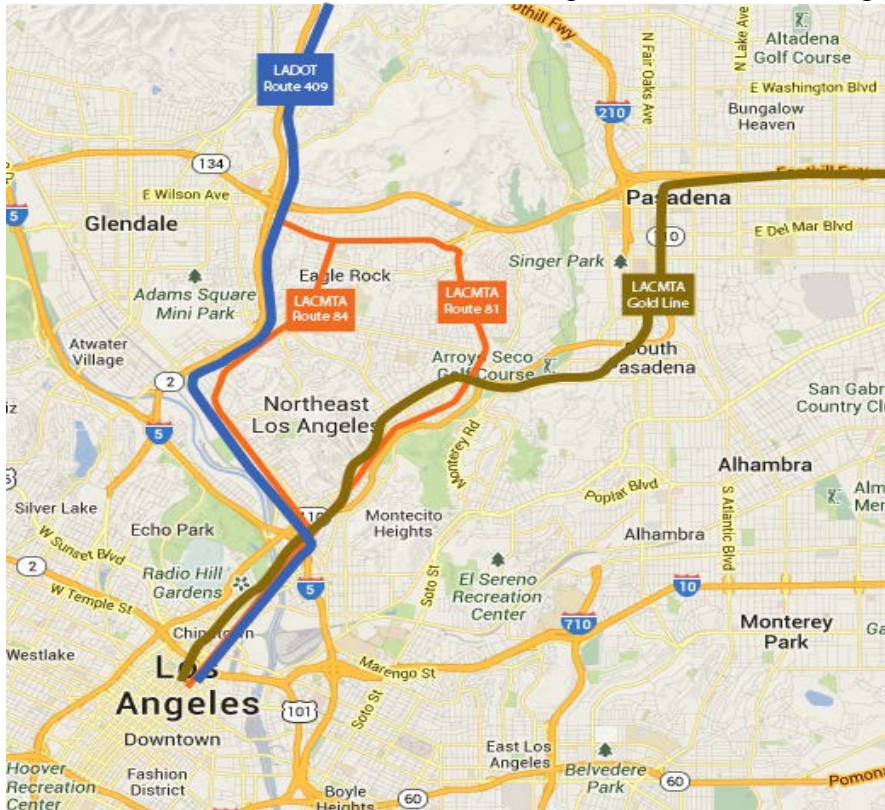 Foothill Fwy
N Fair Oaks Ave
N Lake Ave
Altadena
Golf Course
LADOT
Route 409
E Washington Blvd
210
Bungalow
Heaven
134
Foothill Fwy
E Wilson Ave
Pasadena
5
Glendale
110
E Del Mar Blvd
Singer Park
Eagle Rock
Adams Square
Mini Park
LACMTA
Route 84
LACMTA
Route 81
LACMTA
Gold Line
Atwater
Village
Arroyo Seco
Golf Course
South
Pasadena
2
San Gabr
Country Clu
Northeast
Los Angeles
5
Monterey Rd
Alhambra
Silver Lake
Poplar Blvd
S Atlantic Blvd
Echo Park
110
Montecito
Heights
Alhambra
W Sunset Blvd
2
Radio Hill
Gardens
5
Soto St
El Sereno
Recreation
Center
10
W Temple St
710
Chinatown
Monterey
Park
Westlake
Los
Angeles
Marengo St
101
Soto St
Downtown
East Los
Angeles
Hoover
Recreation
Center
Fashion
District
Belvedere
Park
60
Pomona
Boyle
Heights
60